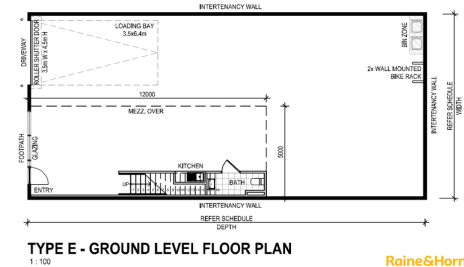 INTERTENANCY WALL
DRIVEWAY
ROLLER SHUTTER DOOR
3.5m W X 4.5m H
LOADING BAY
3.5x6.4m
BIN ZONE
2x WALL MOUNTED
BIKE RACK
INTERTENANCY WALL
REFER SCHEDULE
WIDTH
12000
MEZZ. OVER
5000
FOOTPATH
GLAZING
ENTRY
UP
KITCHEN
BATH
INTERTENANCY WALL
REFER SCHEDULE
DEPTH
TYPE E - GROUND LEVEL FLOOR PLAN
1 : 100
Raine&Horn